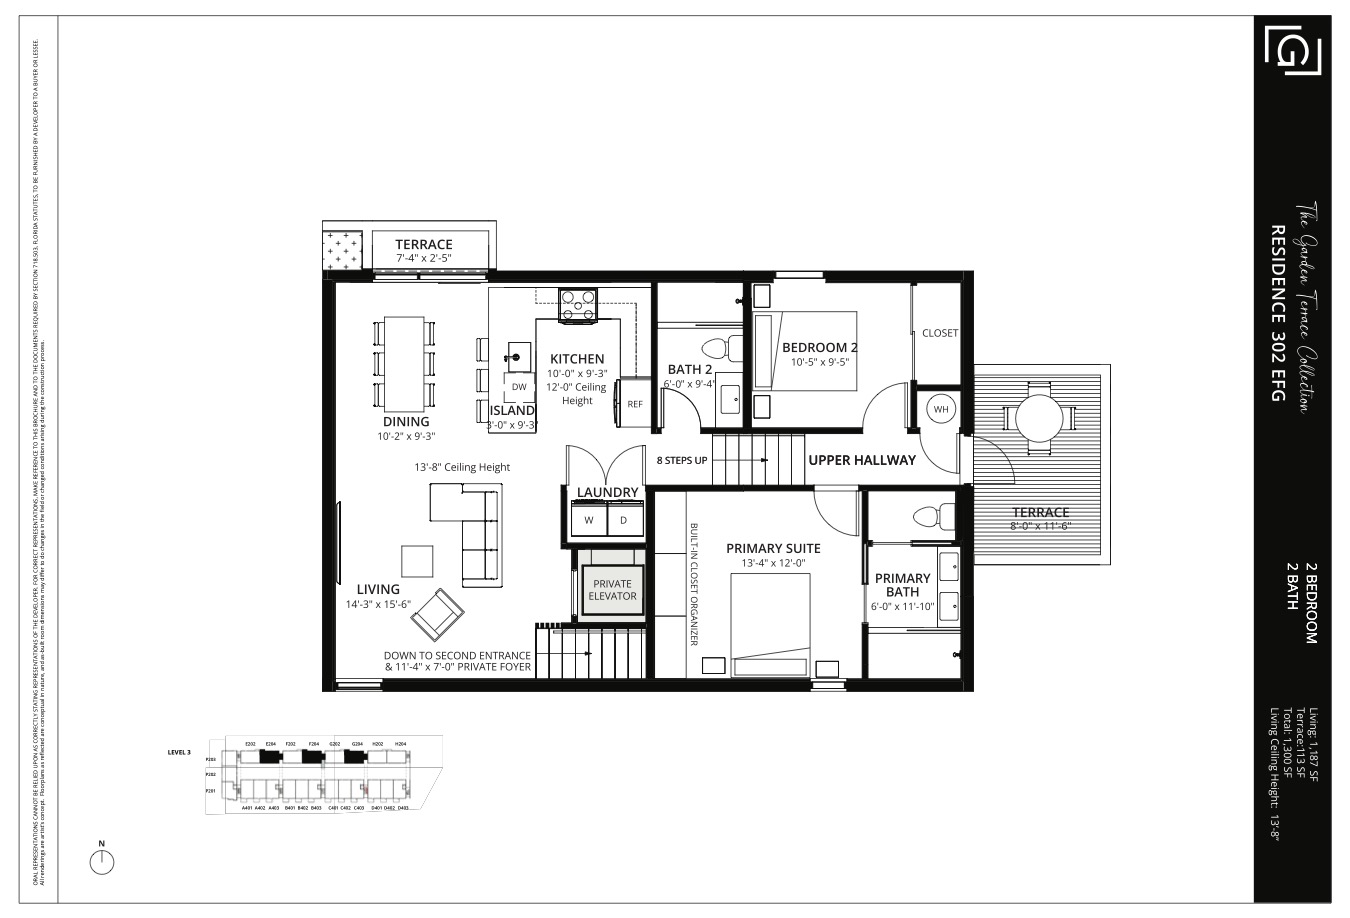 ORAL REPRESENTATIONS CANNOT BE RELIED UPON AS CORRECTLY STATING REPRESENTATIONS OF THE DEVELOPER. FOR CORRECT REPRESENTATIONS, MAKE REFERENCE TO THIS BROCHURE AND TO THE DOCUMENTS REQUIRED BY SECTION 718.503, FLORIDA STATUTES, TO BE FURNISHED BY A DEVELOPER TO A BUYER OR LESSEE.
All renderings are artist's concept. Floorplans as reflected are conceptual in nature, and as-built room dimensions may differ to do changes in the field or changed conditions arising during the construction process.
TERRACE
7'-4" x 2'-5"
KITCHEN
10'-0" x 9'-3"
12'-0" Ceiling
Height
DW
ISLAND
3'-0" x 9'-3"
REF
DINING
10'-2" x 9'-3"
13'-8" Ceiling Height
BATH 2
6'-0" x 9'-4"
BEDROOM 2
10'-5" x 9'-5"
CLOSET
WH
8 STEPS UP
UPPER HALLWAY
LAUNDRY
W
D
TERRACE
8'-0" x 11'-6"
BUILT-IN CLOSET ORGANIZER
PRIMARY SUITE
13'-4" x 12'-0"
PRIMARY
BATH
6'-0" x 11'-10"
PRIVATE
ELEVATOR
LIVING
14'-3" x 15'-6"
DOWN TO SECOND ENTRANCE
& 11'-4" x 7'-0" PRIVATE FOYER
LEVEL 3
E202 E204 F202 F204 G202 G204 H202 H204
P203
P202
P201
A401 A402 A403 B401 B402 B403 C401 C402 C403 D401 D402 D403
N
G
The Garden Terrace Collection
RESIDENCE 302 EFG
2 BEDROOM
2 BATH
Living: 1,187 SF
Terrace:113 SF
Total: 1,300 SF
Living Ceiling Height: 13'-8"